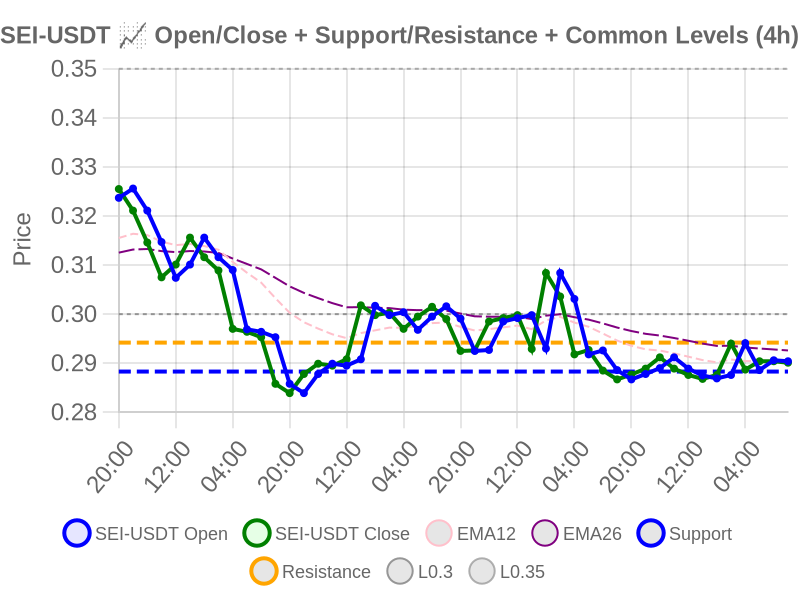 SEI-USDT 📈 Open/Close + Support/Resistance + Common Levels (4h)
0.35
0.34
0.33
0.32
0.31
0.30
0.29
0.28
Price
20:00 12:00 04:00 20:00 12:00 04:00 20:00 12:00 04:00 20:00 12:00 04:00
SEI-USDT Open SEI-USDT Close EMA12 EMA26 Support
Resistance L0.3 L0.35